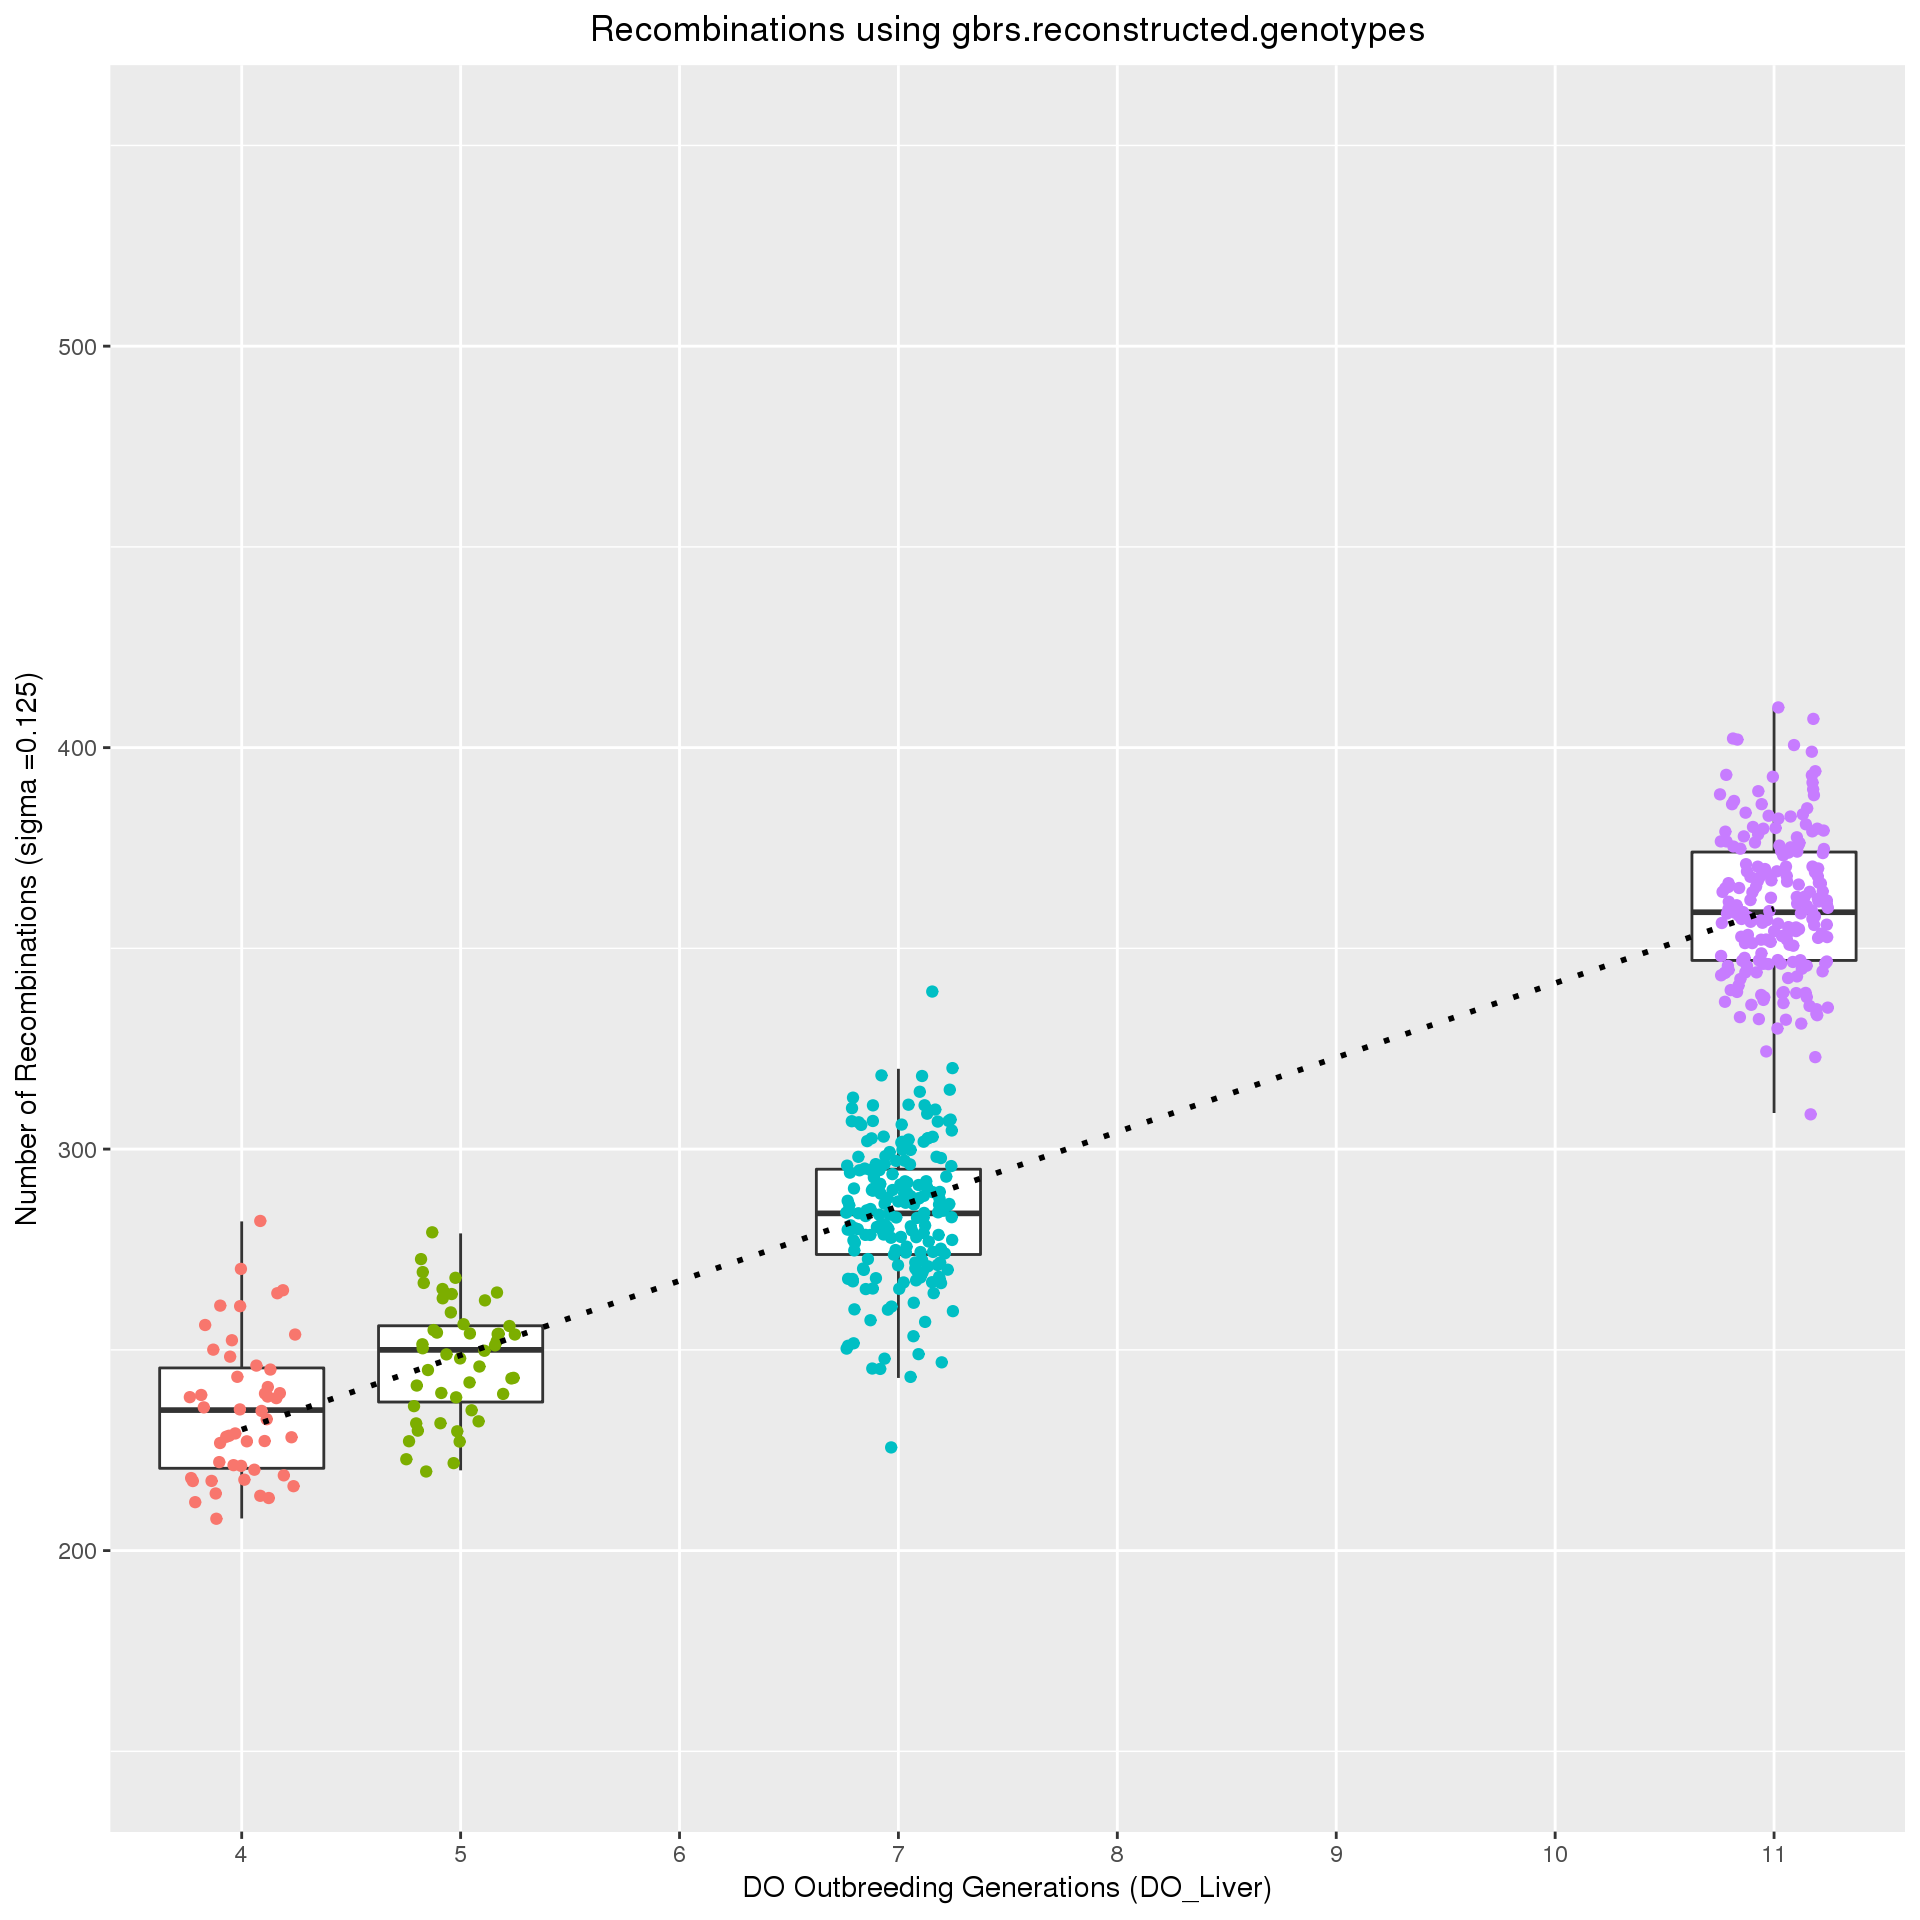 Recombinations using gbrs.reconstructed.genotypes
Number of Recombinations (sigma =0.125)
500
400
300
200
4 5 6 7 8 9 10 11
DO Outbreeding Generations (DO_Liver)